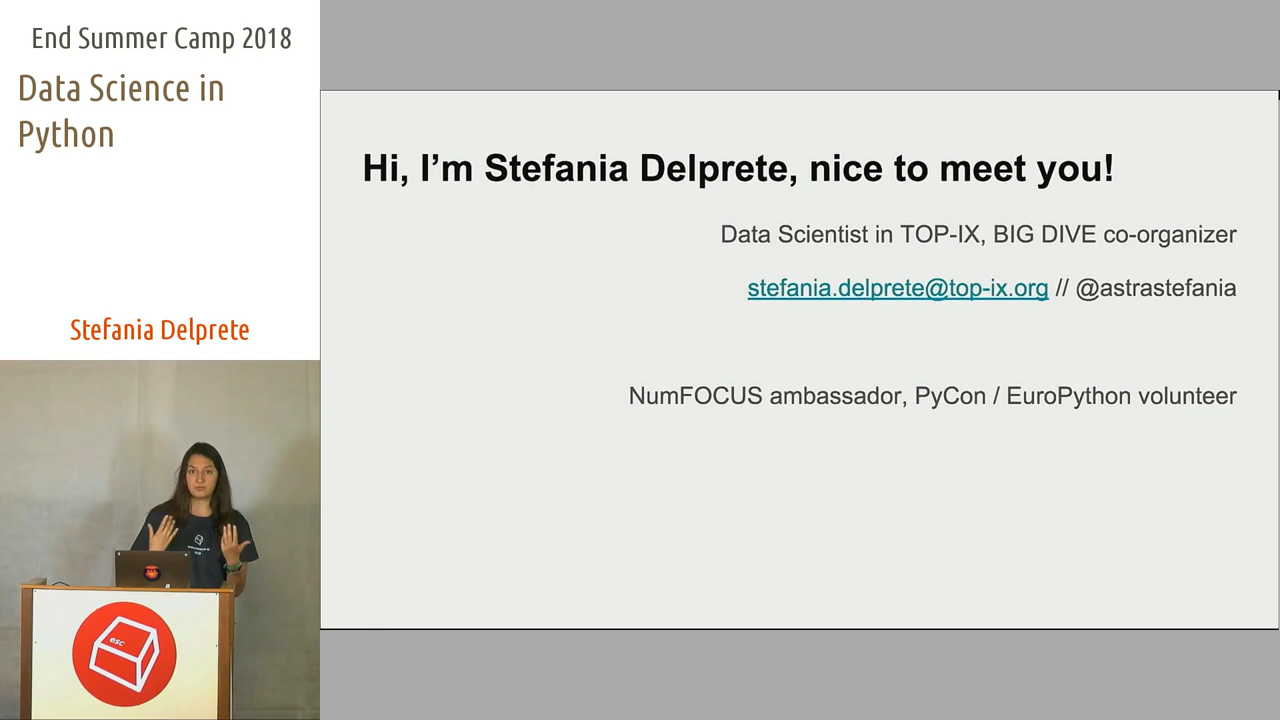 End Summer Camp 2018
Data Science in
Python
Stefania Delprete
Hi, I’m Stefania Delprete, nice to meet you!
Data Scientist in TOP-IX, BIG DIVE co-organizer
stefania.delprete@top-ix.org // @astrastefania
NumFOCUS ambassador, PyCon / EuroPython volunteer
esc